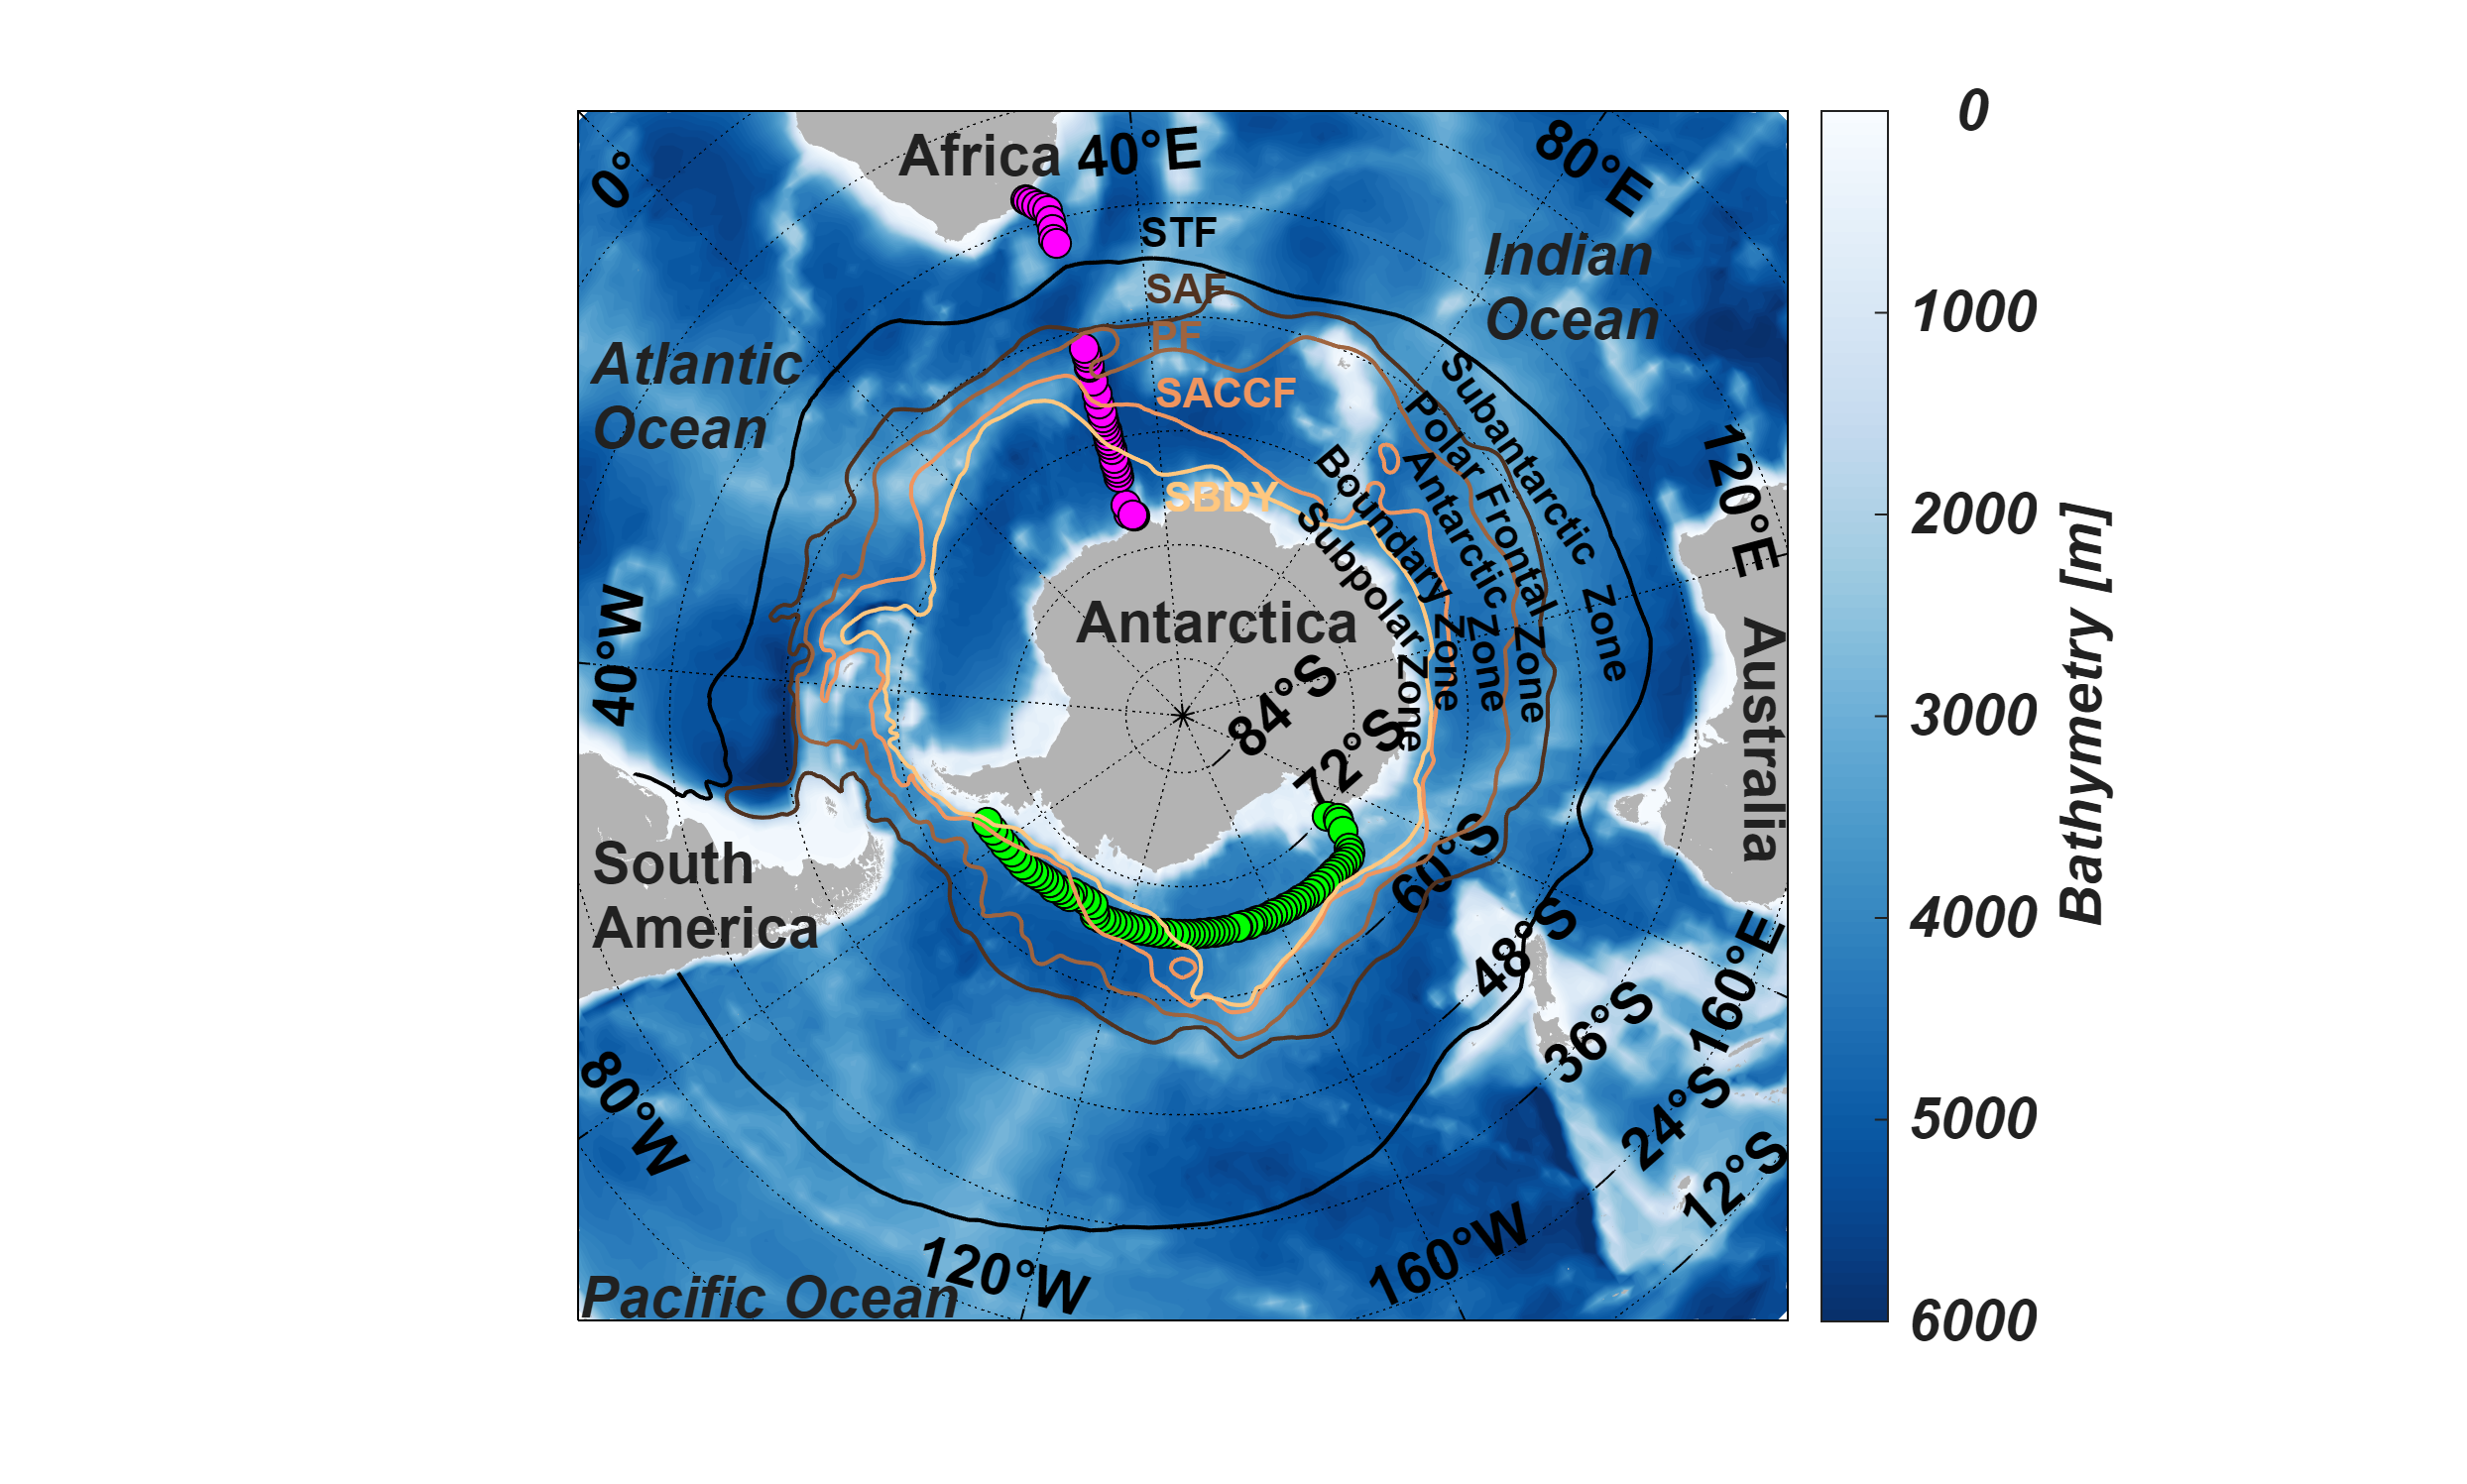 0°
Africa
40°E
80°E
STF
SAF
PF
SACCF
SBDY
Indian
Ocean
Atlantic
Ocean
120°E
Subantarctic Zone
Polar Frontal Zone
Antarctic Zone
Boundary Zone
Subpolar Zone
Antarctica
40°W
Australia
84°S
72°S
60°S
48°S
36°S
24°S
12°S
South
America
160°E
80°W
120°W
160°W
Pacific Ocean
0
1000
2000
3000
4000
5000
6000
Bathymetry [m]